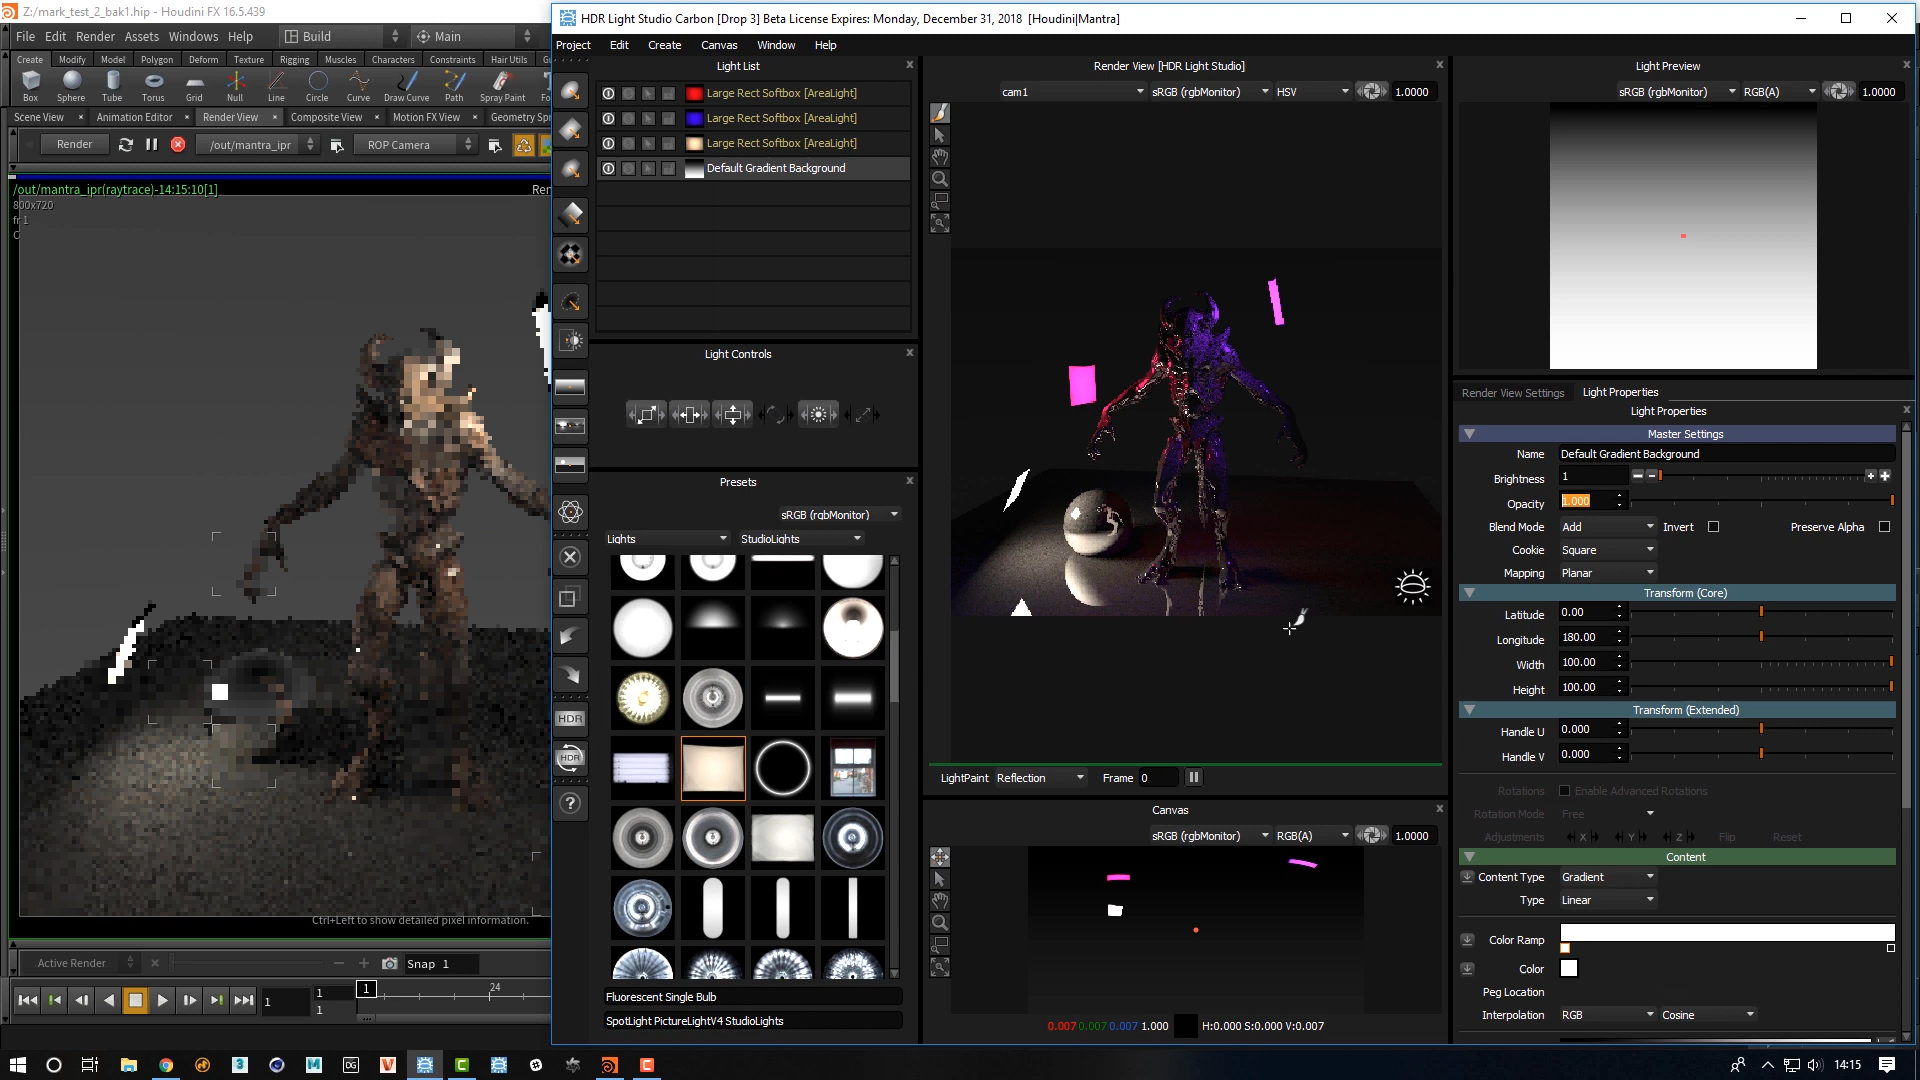 Z:/mark_test_2_bak1.hip - Houdini FX 16.5.439
File Edit Render Assets Windows Help
Build
Main
Create Modify Model Polygon Deform Texture Rigging Muscles Characters Constraints Hair Utils
Box Sphere Tube Torus Grid Null Line Circle Curve Draw Curve Path Spray Paint
Scene View Animation Editor Render View Composite View Motion FX View Geometry Spr
Render /out/mantra_ipr ROP Camera
/out/mantra_ipr(raytrace)-14:15:10[1]
Ren
800x720
fr 1
C
Ctrl+Left to show detailed pixel information.
Active Render
Snap 1
1
1
1
1
24
HDR Light Studio Carbon [Drop 3] Beta License Expires: Monday, December 31, 2018 [Houdini|Mantra]
Project Edit Create Canvas Window Help
Light List
Large Rect Softbox [AreaLight]
Large Rect Softbox [AreaLight]
Large Rect Softbox [AreaLight]
Default Gradient Background
Light Controls
Presets
sRGB (rgbMonitor)
Lights StudioLights
HDR
HDR
?
Fluorescent Single Bulb
SpotLight PictureLightV4 StudioLights
Render View [HDR Light Studio]
cam1 sRGB (rgbMonitor) HSV 1.0000
LightPaint Reflection Frame 0
Canvas
sRGB (rgbMonitor) RGB(A) 1.0000
0.007 0.007 0.007 1.000 H:0.000 S:0.000 V:0.007
Light Preview
sRGB (rgbMonitor) RGB(A) 1.0000
Render View Settings Light Properties
Light Properties
Master Settings
Name Default Gradient Background
Brightness 1
Opacity 1.000
Blend Mode Add Invert Preserve Alpha
Cookie Square
Mapping Planar
Transform (Core)
Latitude 0.00
Longitude 180.00
Width 100.00
Height 100.00
Transform (Extended)
Handle U 0.000
Handle V 0.000
Rotations Enable Advanced Rotations
Rotation Mode Free
Adjustments X Y Z Flip Reset
Content
Content Type Gradient
Type Linear
Color Ramp
Color
Peg Location
Interpolation RGB Cosine
14:15